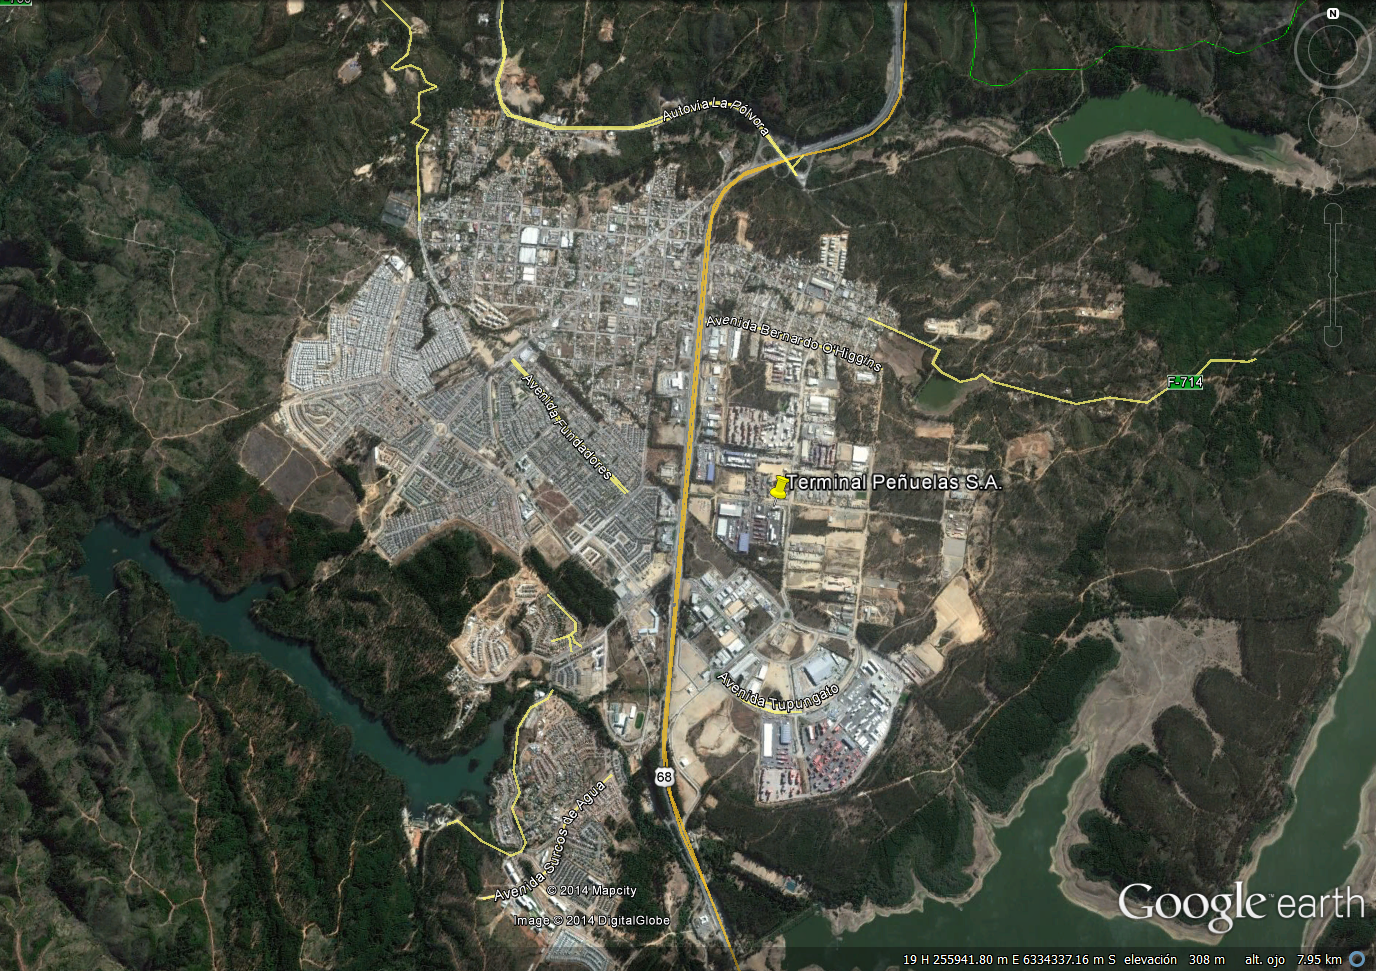 N
Autovía La Pólvora
Avenida Bernardo O'Higgins
F-714
Avenida Fundadores
Terminal Peñuelas S.A.
Avenida Tupungato
68
Avenida Surcos de Agua
© 2014 Mapcity
Image © 2014 DigitalGlobe
Google earth
19 H 255941.80 m E 6334337.16 m S elevación 308 m alt. ojo 7.95 km